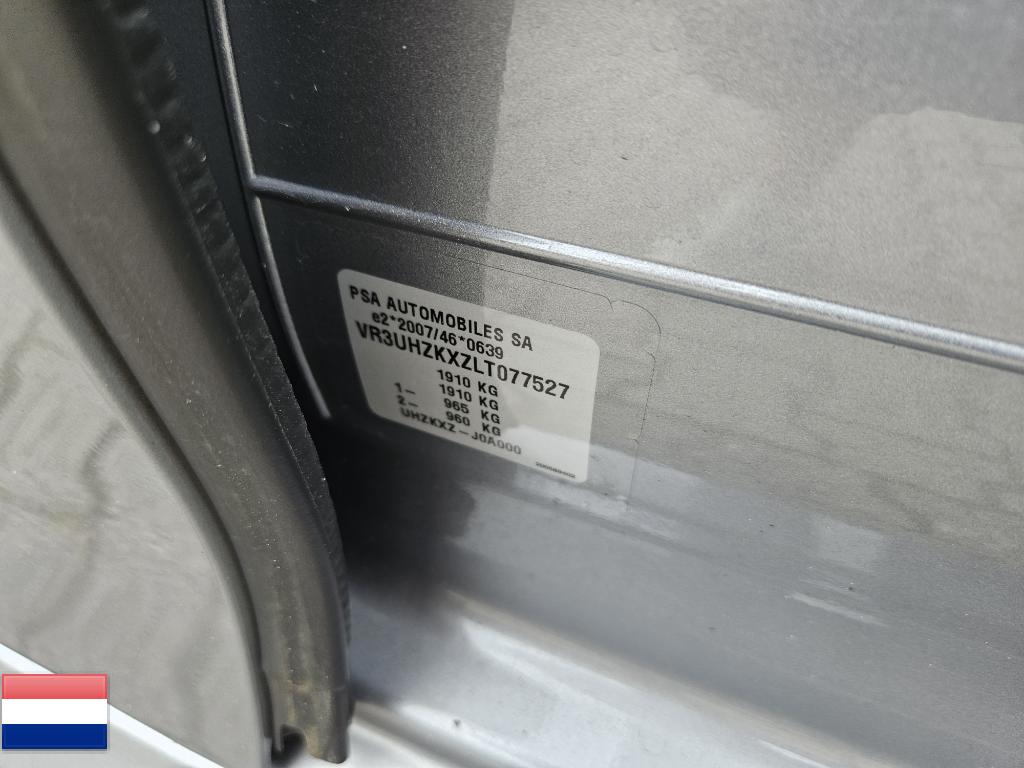 PSA AUTOMOBILES SA
e2*2007/46*0639
VR3UHZKXZLT077527
1910 KG
1910 KG
1– 965 KG
2– 960 KG
UHZKXZ–J0A000